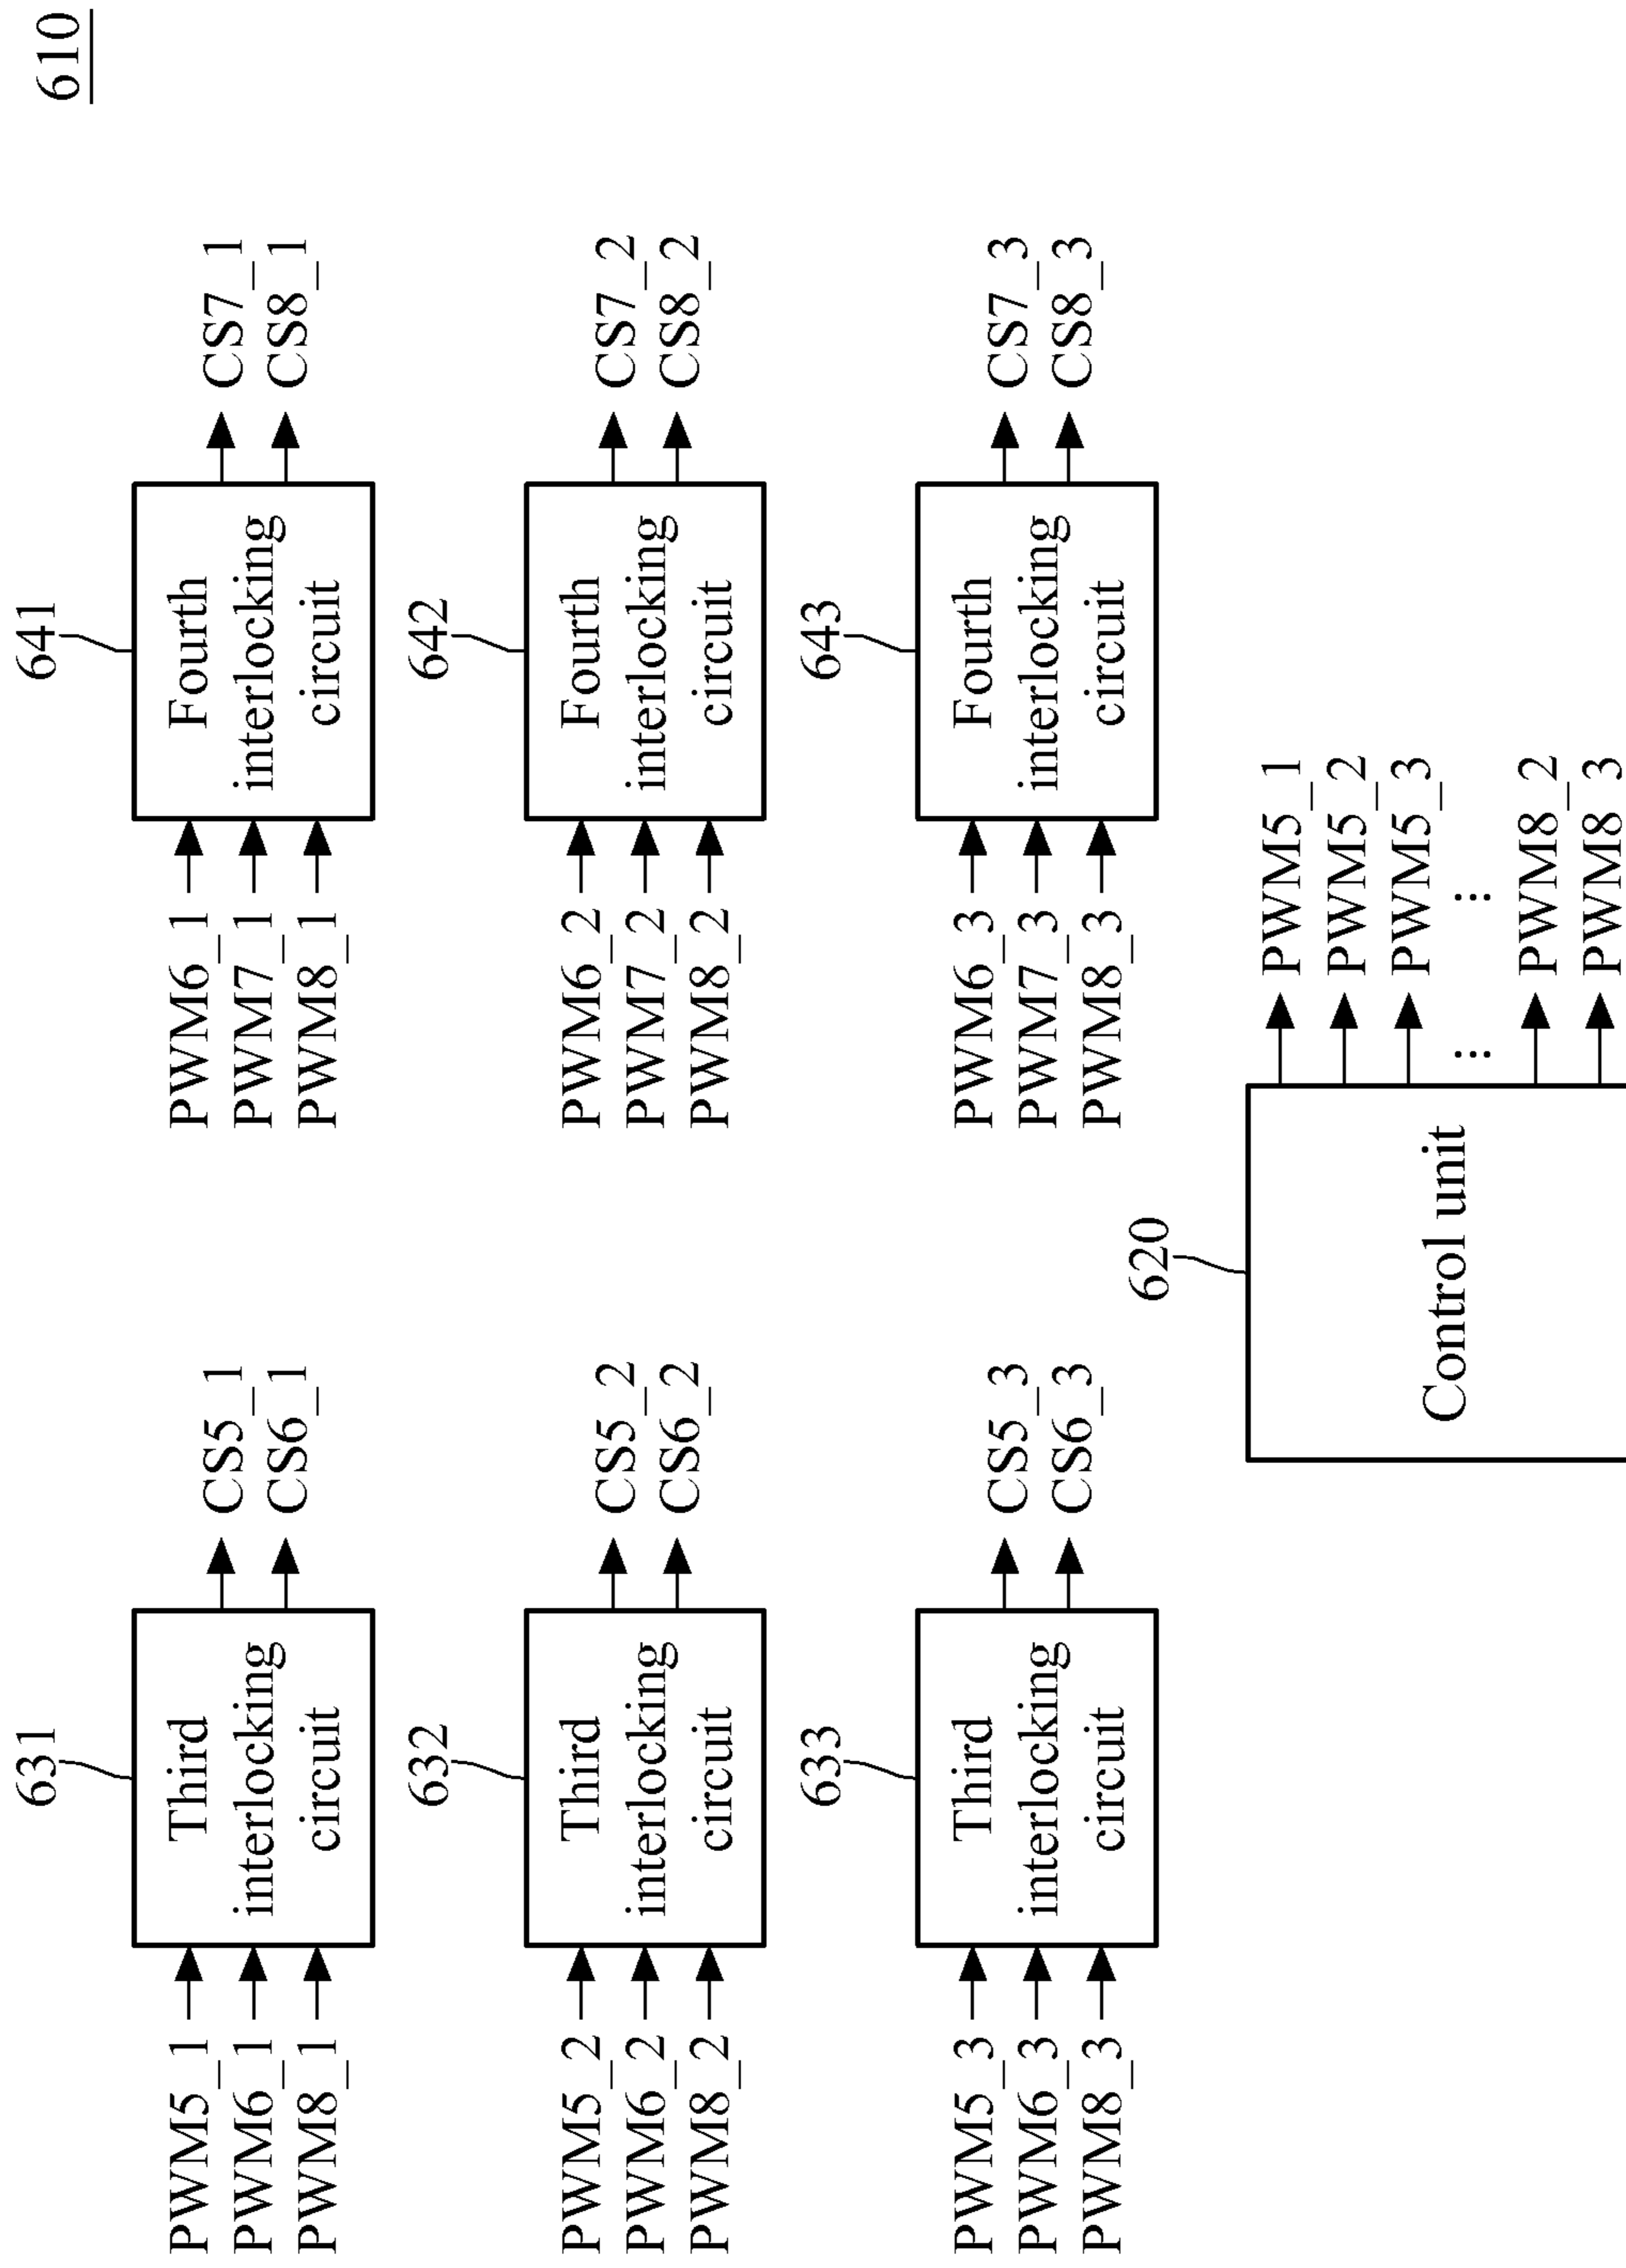 610
631
Third
interlocking
circuit
PWM5_1
PWM6_1
PWM8_1
CS5_1
CS6_1
641
Fourth
interlocking
circuit
PWM6_1
PWM7_1
PWM8_1
CS7_1
CS8_1
632
Third
interlocking
circuit
PWM5_2
PWM6_2
PWM8_2
CS5_2
CS6_2
642
Fourth
interlocking
circuit
PWM6_2
PWM7_2
PWM8_2
CS7_2
CS8_2
633
Third
interlocking
circuit
PWM5_3
PWM6_3
PWM8_3
CS5_3
CS6_3
643
Fourth
interlocking
circuit
PWM6_3
PWM7_3
PWM8_3
CS7_3
CS8_3
620
Control unit
PWM5_1
PWM5_2
PWM5_3
... ...
PWM8_2
PWM8_3